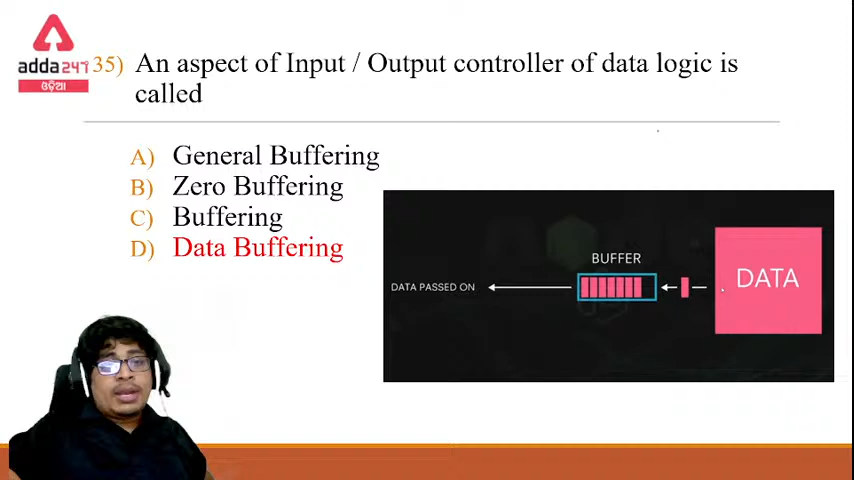 adda247
ଓଡ଼ିଆ
35) An aspect of Input / Output controller of data logic is
called
A) General Buffering
B) Zero Buffering
C) Buffering
D) Data Buffering
BUFFER
DATA PASSED ON
DATA